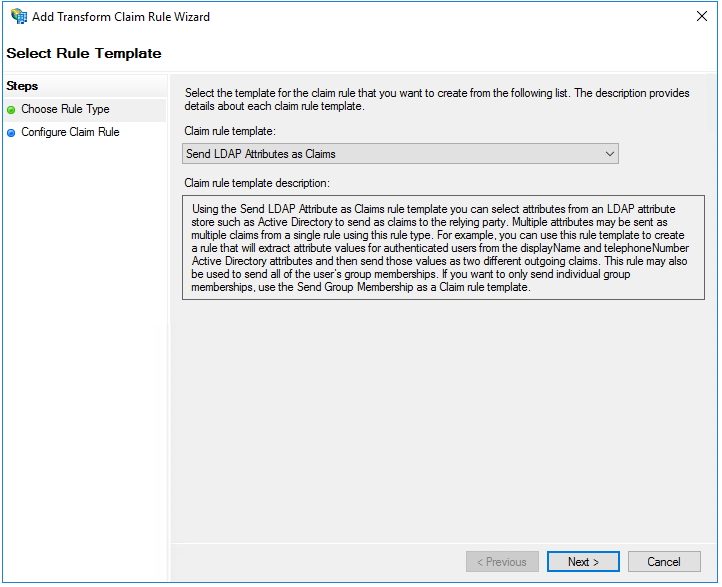 Add Transform Claim Rule Wizard
Select Rule Template
Steps
Choose Rule Type
Configure Claim Rule
Select the template for the claim rule that you want to create from the following list. The description provides
details about each claim rule template.
Claim rule template:
Send LDAP Attributes as Claims
Claim rule template description:
Using the Send LDAP Attribute as Claims rule template you can select attributes from an LDAP attribute
store such as Active Directory to send as claims to the relying party. Multiple attributes may be sent as
multiple claims from a single rule using this rule type. For example, you can use this rule template to create
a rule that will extract attribute values for authenticated users from the displayName and telephoneNumber
Active Directory attributes and then send those values as two different outgoing claims. This rule may also
be used to send all of the user's group memberships. If you want to only send individual group
memberships, use the Send Group Membership as a Claim rule template.
< Previous
Next >
Cancel